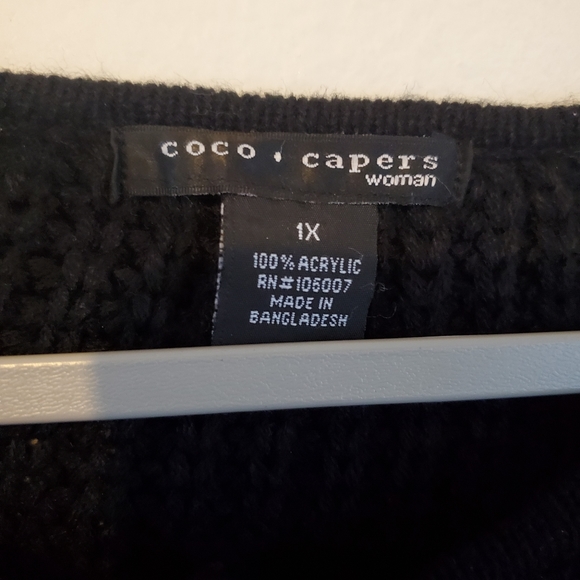 coco · capers
woman
1X
100% ACRYLIC
RN#106007
MADE IN
BANGLADESH